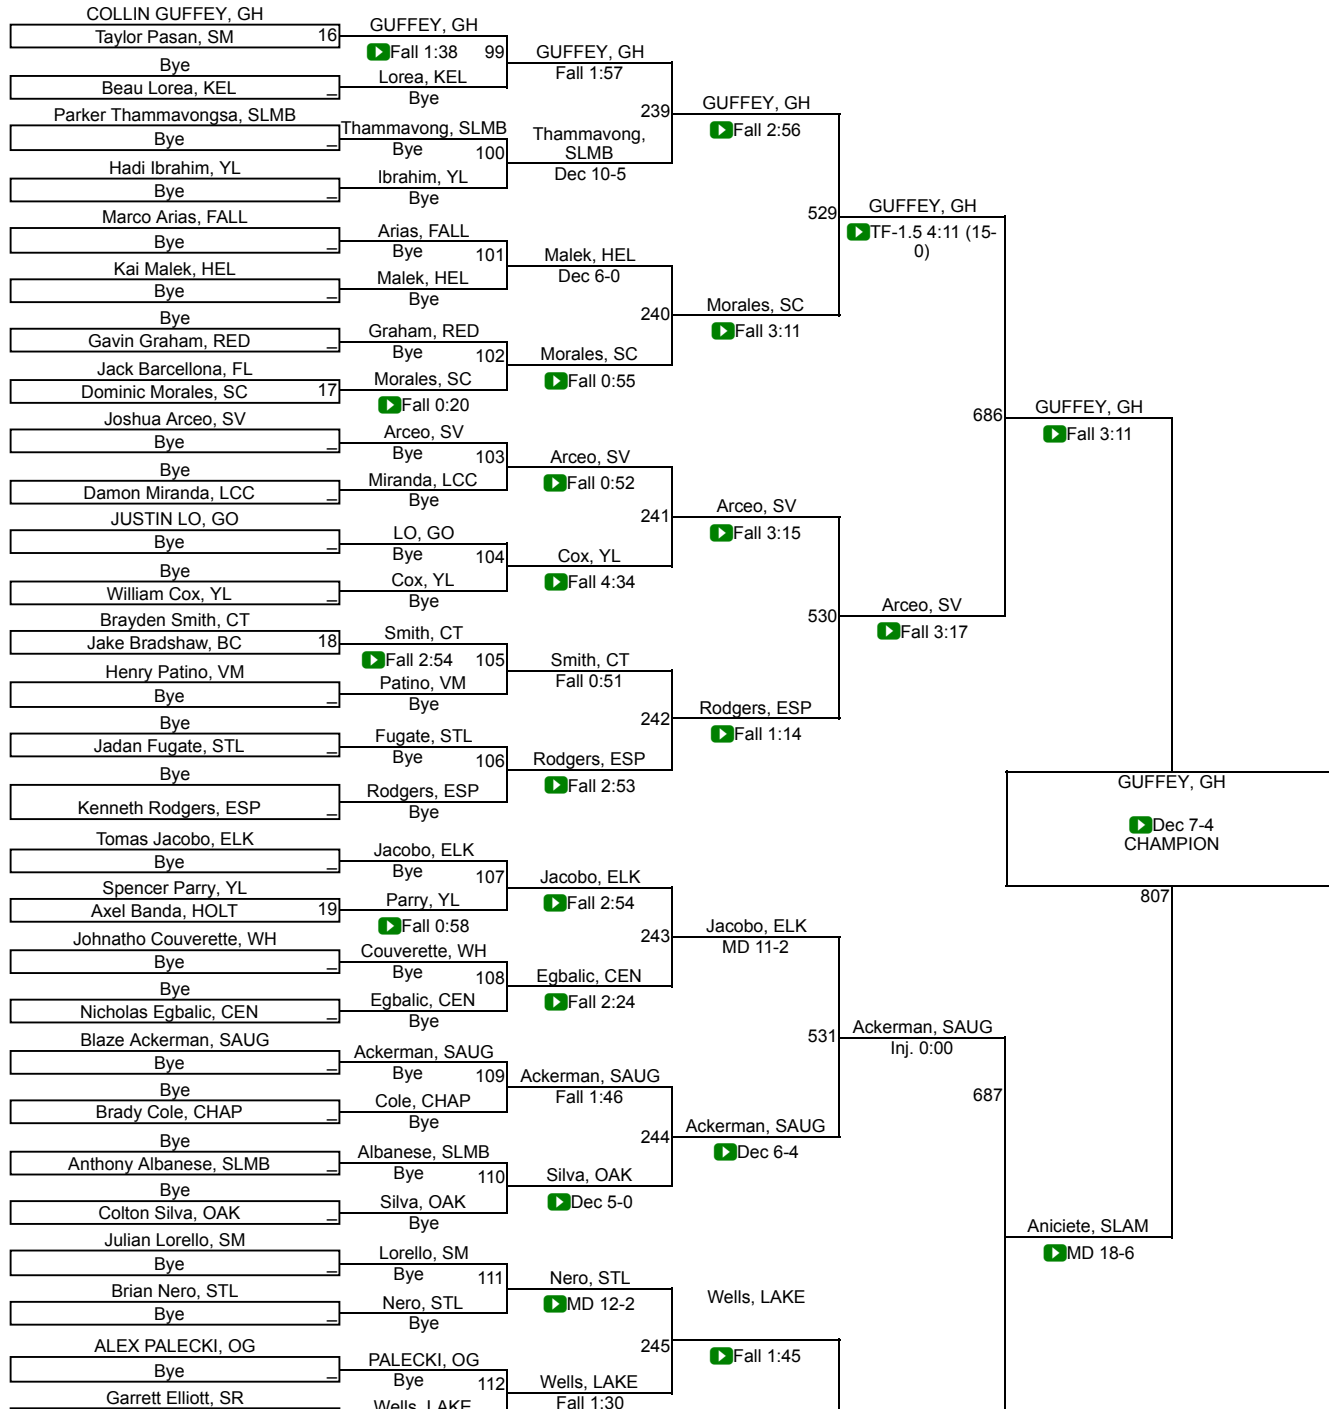 COLLIN GUFFEY, GH
Taylor Pasan, SM 16
Bye
Beau Lorea, KEL _
Parker Thammavongsa, SLMB
Bye _
Hadi Ibrahim, YL
Bye _
Marco Arias, FALL
Bye _
Kai Malek, HEL
Bye _
Bye
Gavin Graham, RED _
Jack Barcellona, FL
Dominic Morales, SC 17
Joshua Arceo, SV
Bye _
Bye
Damon Miranda, LCC _
JUSTIN LO, GO
Bye _
Bye
William Cox, YL _
Brayden Smith, CT
Jake Bradshaw, BC 18
Henry Patino, VM
Bye _
Bye
Jadan Fugate, STL _
Bye
Kenneth Rodgers, ESP _
Tomas Jacobo, ELK
Bye _
Spencer Parry, YL
Axel Banda, HOLT 19
Johnatho Couverette, WH
Bye _
Bye
Nicholas Egbalic, CEN _
Blaze Ackerman, SAUG
Bye _
Bye
Brady Cole, CHAP _
Bye
Anthony Albanese, SLMB _
Bye
Colton Silva, OAK _
Julian Lorello, SM
Bye _
Brian Nero, STL
Bye _
ALEX PALECKI, OG
Bye _
Garrett Elliott, SR
GUFFEY, GH
Fall 1:38 99
Lorea, KEL
Bye
Thammavong, SLMB
Bye 100
Ibrahim, YL
Bye
Arias, FALL
Bye 101
Malek, HEL
Bye
Graham, RED
Bye 102
Morales, SC
Fall 0:20
Arceo, SV
Bye 103
Miranda, LCC
Bye
LO, GO
Bye 104
Cox, YL
Bye
Smith, CT
Fall 2:54 105
Patino, VM
Bye
Fugate, STL
Bye 106
Rodgers, ESP
Bye
Jacobo, ELK
Bye 107
Parry, YL
Fall 0:58
Couverette, WH
Bye 108
Egbalic, CEN
Bye
Ackerman, SAUG
Bye 109
Cole, CHAP
Bye
Albanese, SLMB
Bye 110
Silva, OAK
Bye
Lorello, SM
Bye 111
Nero, STL
Bye
PALECKI, OG
Bye 112
Wells, LAKE
GUFFEY, GH
Fall 1:57
239
Thammavong,
SLMB
Dec 10-5
Malek, HEL
Dec 6-0
240
Morales, SC
Fall 0:55
Arceo, SV
Fall 0:52
241
Cox, YL
Fall 4:34
Smith, CT
Fall 0:51
242
Rodgers, ESP
Fall 2:53
Jacobo, ELK
Fall 2:54
243
Egbalic, CEN
Fall 2:24
Ackerman, SAUG
Fall 1:46
244
Silva, OAK
Dec 5-0
Nero, STL
MD 12-2
245
Wells, LAKE
Fall 1:30
GUFFEY, GH
Fall 2:56
529
Morales, SC
Fall 3:11
Arceo, SV
Fall 3:15
530
Rodgers, ESP
Fall 1:14
Jacobo, ELK
MD 11-2
531
Ackerman, SAUG
Dec 6-4
Wells, LAKE
Fall 1:45
GUFFEY, GH
TF-1.5 4:11 (15-
0)
686
Arceo, SV
Fall 3:17
Ackerman, SAUG
Inj. 0:00
687
GUFFEY, GH
Fall 3:11
Aniciete, SLAM
MD 18-6
GUFFEY, GH
Dec 7-4
CHAMPION
807